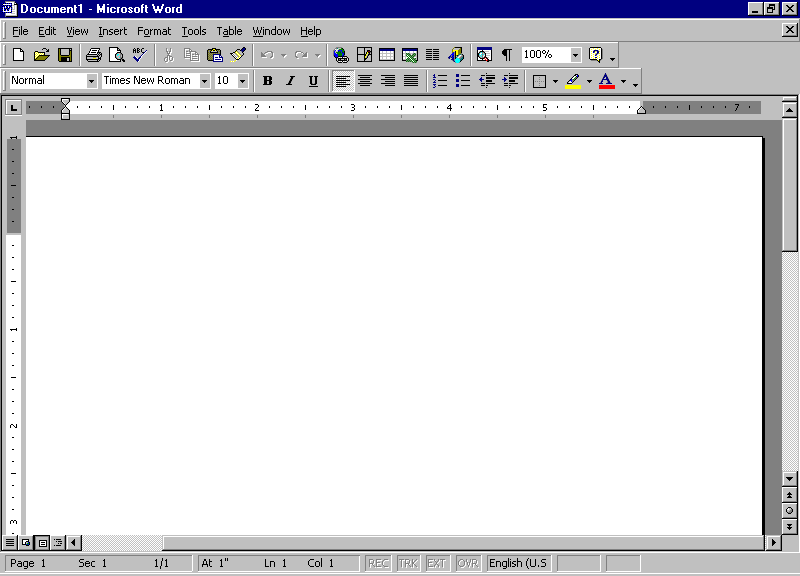 Document1 - Microsoft Word
File Edit View Insert Format Tools Table Window Help
ABC 100% ?
Normal Times New Roman 10 B I U A
1 2 3 4 5 7
1
1
2
3
Page 1 Sec 1 1/1 At 1" Ln 1 Col 1 REC TRK EXT OVR English (U.S